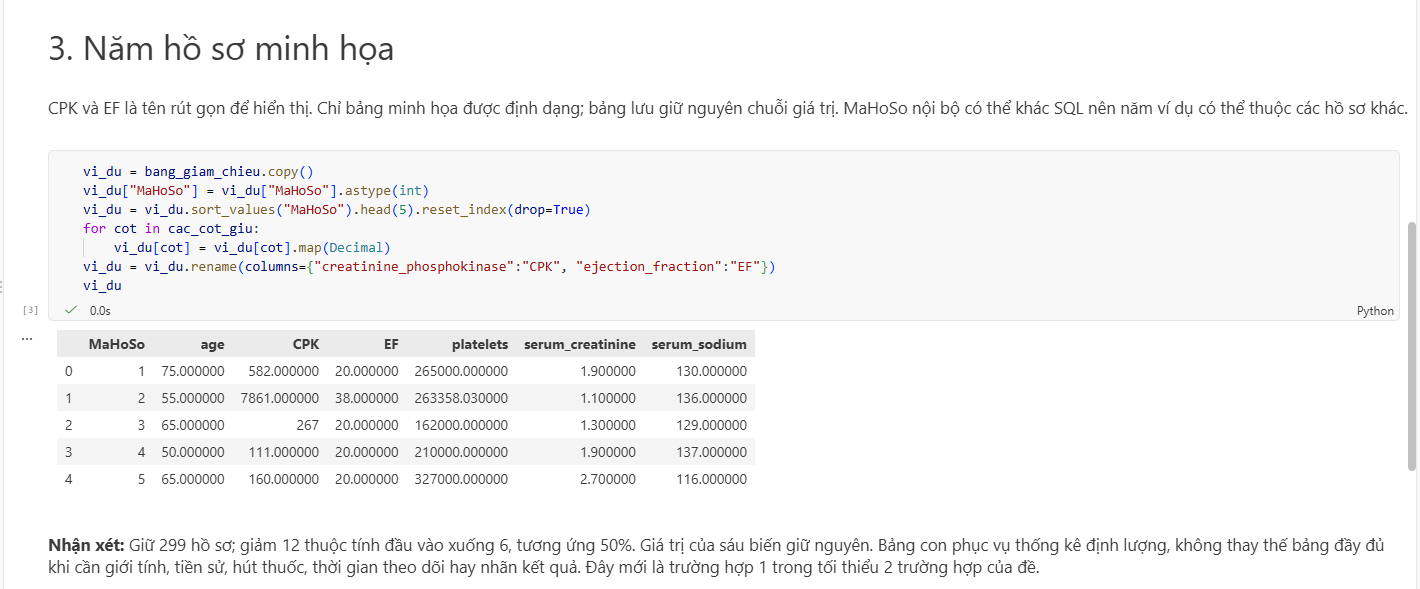 3. Năm hồ sơ minh họa
CPK và EF là tên rút gọn để hiển thị. Chỉ bảng minh họa được định dạng; bảng lưu giữ nguyên chuỗi giá trị. MaHoSo nội bộ có thể khác SQL nên năm ví dụ có thể thuộc các hồ sơ khác.
vi_du = bang_giam_chieu.copy()
vi_du["MaHoSo"] = vi_du["MaHoSo"].astype(int)
vi_du = vi_du.sort_values("MaHoSo").head(5).reset_index(drop=True)
for cot in cac_cot_giu:
    vi_du[cot] = vi_du[cot].map(Decimal)
vi_du = vi_du.rename(columns={"creatinine_phosphokinase":"CPK", "ejection_fraction":"EF"})
vi_du
[3] ✓ 0.0s Python
...
MaHoSo age CPK EF platelets serum_creatinine serum_sodium
0 1 75.000000 582.000000 20.000000 265000.000000 1.900000 130.000000
1 2 55.000000 7861.000000 38.000000 263358.030000 1.100000 136.000000
2 3 65.000000 267 20.000000 162000.000000 1.300000 129.000000
3 4 50.000000 111.000000 20.000000 210000.000000 1.900000 137.000000
4 5 65.000000 160.000000 20.000000 327000.000000 2.700000 116.000000
Nhận xét: Giữ 299 hồ sơ; giảm 12 thuộc tính đầu vào xuống 6, tương ứng 50%. Giá trị của sáu biến giữ nguyên. Bảng con phục vụ thống kê định lượng, không thay thế bảng đầy đủ
khi cần giới tính, tiền sử, hút thuốc, thời gian theo dõi hay nhãn kết quả. Đây mới là trường hợp 1 trong tối thiểu 2 trường hợp của đề.